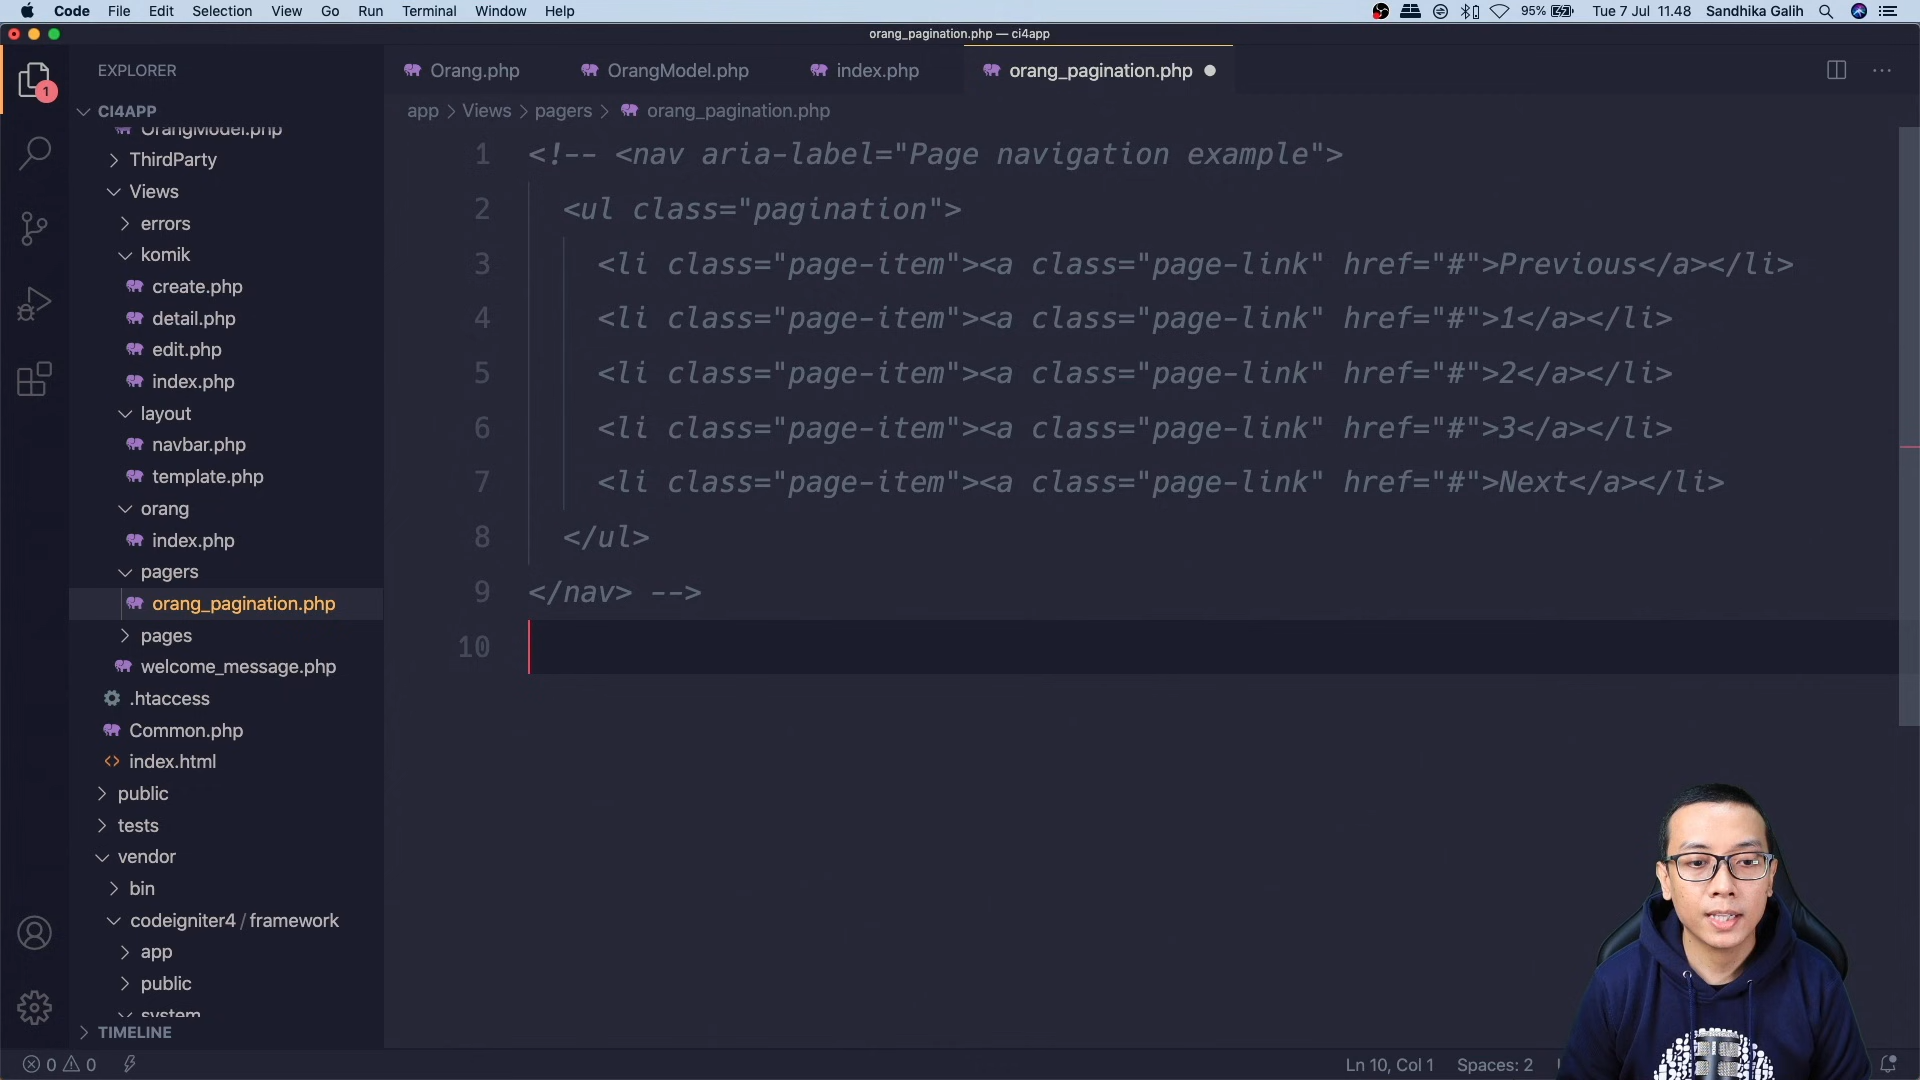 Code File Edit Selection View Go Run Terminal Window Help 95% Tue 7 Jul 11.48 Sandhika Galih
orang_pagination.php — ci4app
EXPLORER
1
CI4APP
OrangModel.php
ThirdParty
Views
errors
komik
create.php
detail.php
edit.php
index.php
layout
navbar.php
template.php
orang
index.php
pagers
orang_pagination.php
pages
welcome_message.php
.htaccess
Common.php
index.html
public
tests
vendor
bin
codeigniter4 / framework
app
public
system
TIMELINE
Orang.php OrangModel.php index.php orang_pagination.php
app > Views > pagers > orang_pagination.php
1 <!-- <nav aria-label="Page navigation example">
2 <ul class="pagination">
3 <li class="page-item"><a class="page-link" href="#">Previous</a></li>
4 <li class="page-item"><a class="page-link" href="#">1</a></li>
5 <li class="page-item"><a class="page-link" href="#">2</a></li>
6 <li class="page-item"><a class="page-link" href="#">3</a></li>
7 <li class="page-item"><a class="page-link" href="#">Next</a></li>
8 </ul>
9 </nav> -->
10
0 0 Ln 10, Col 1 Spaces: 2